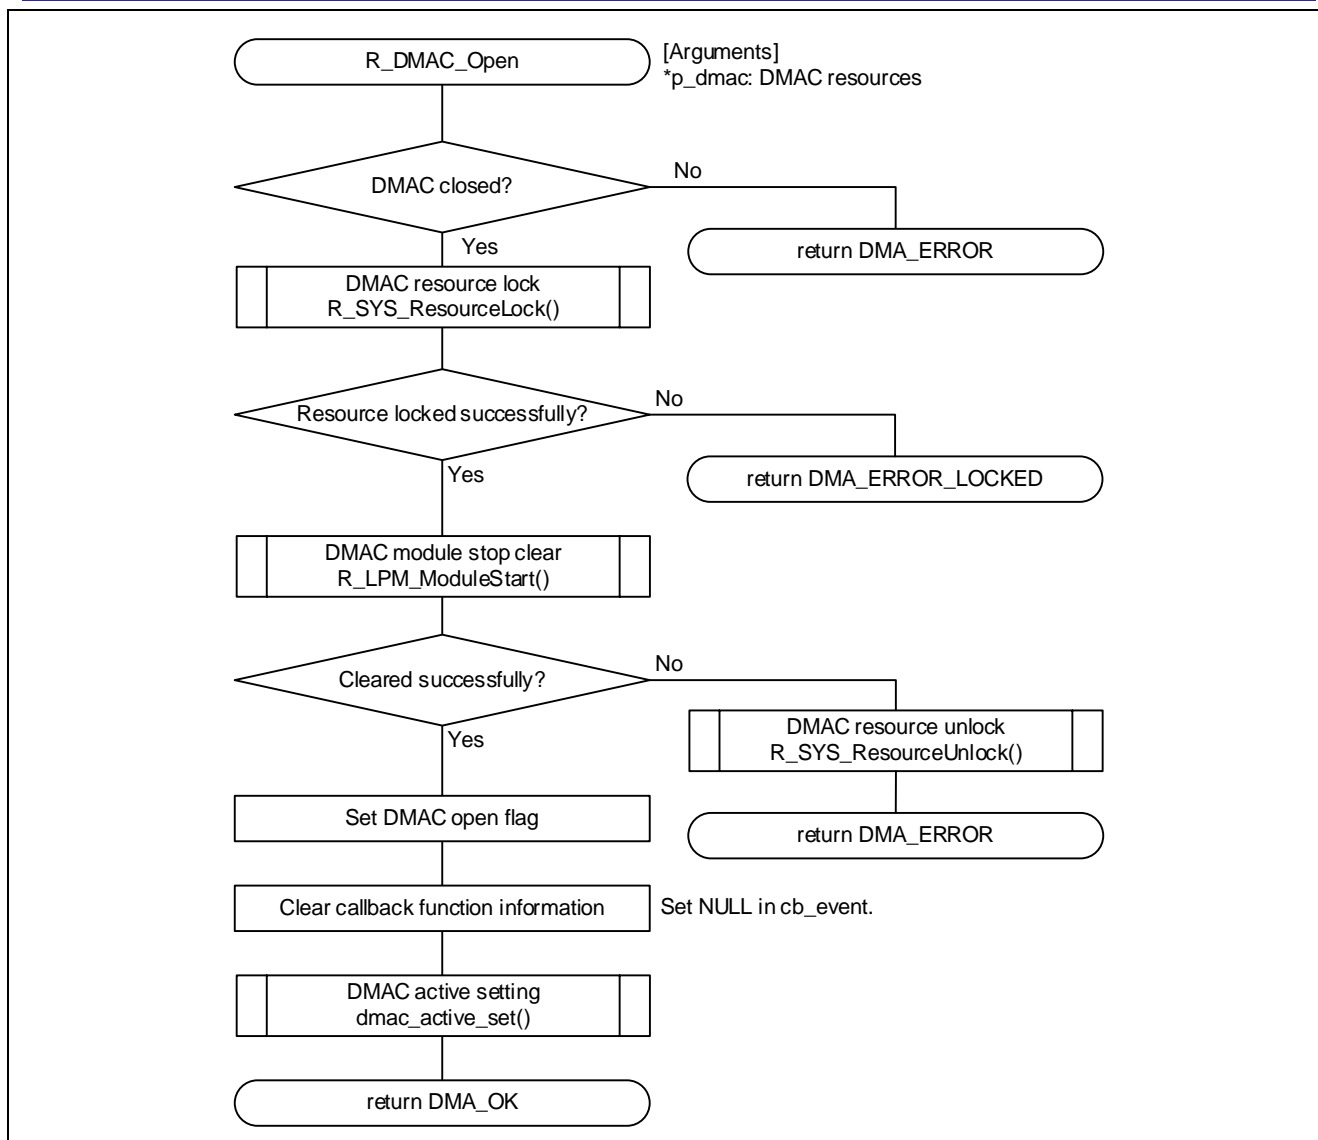 R_DMAC_Open
[Arguments]
*p_dmac: DMAC resources
DMAC closed?
No
Yes
return DMA_ERROR
DMAC resource lock
R_SYS_ResourceLock()
Resource locked successfully?
No
Yes
return DMA_ERROR_LOCKED
DMAC module stop clear
R_LPM_ModuleStart()
Cleared successfully?
No
Yes
DMAC resource unlock
R_SYS_ResourceUnlock()
return DMA_ERROR
Set DMAC open flag
Clear callback function information
Set NULL in cb_event.
DMAC active setting
dmac_active_set()
return DMA_OK